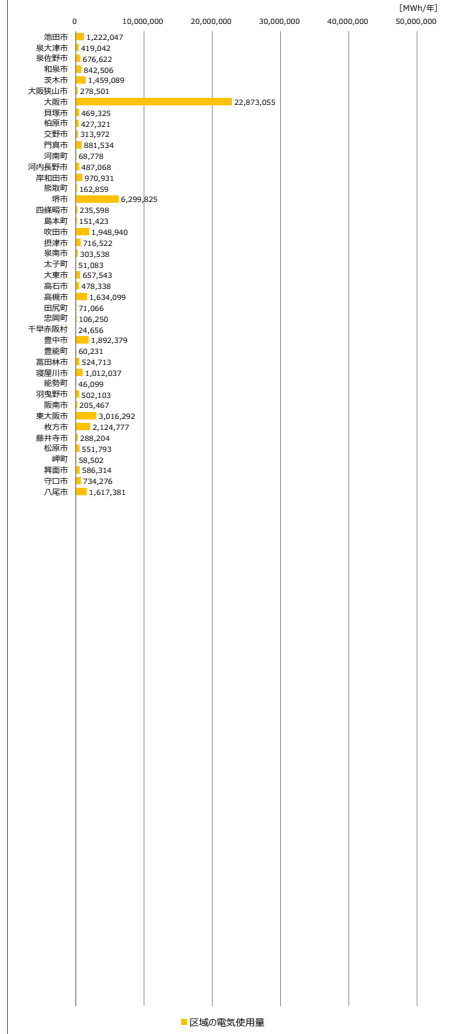 [MWh/年]
0 10,000,000 20,000,000 30,000,000 40,000,000 50,000,000
池田市 1,222,047
泉大津市 419,042
泉佐野市 676,622
和泉市 842,506
茨木市 1,459,089
大阪狭山市 278,501
大阪市 22,873,055
貝塚市 469,325
柏原市 427,321
交野市 313,972
門真市 881,534
河南町 68,778
河内長野市 487,068
岸和田市 970,931
熊取町 162,859
堺市 6,299,825
四條畷市 235,598
島本町 151,423
吹田市 1,948,940
摂津市 716,522
泉南市 303,538
太子町 51,083
大東市 657,543
高石市 478,338
高槻市 1,634,099
田尻町 71,066
忠岡町 106,250
千早赤阪村 24,656
豊中市 1,892,379
豊能町 60,231
富田林市 524,713
寝屋川市 1,012,037
能勢町 46,099
羽曳野市 502,103
阪南市 205,467
東大阪市 3,016,292
枚方市 2,124,777
藤井寺市 288,204
松原市 551,793
岬町 58,502
箕面市 586,314
守口市 734,276
八尾市 1,617,381
区域の電気使用量